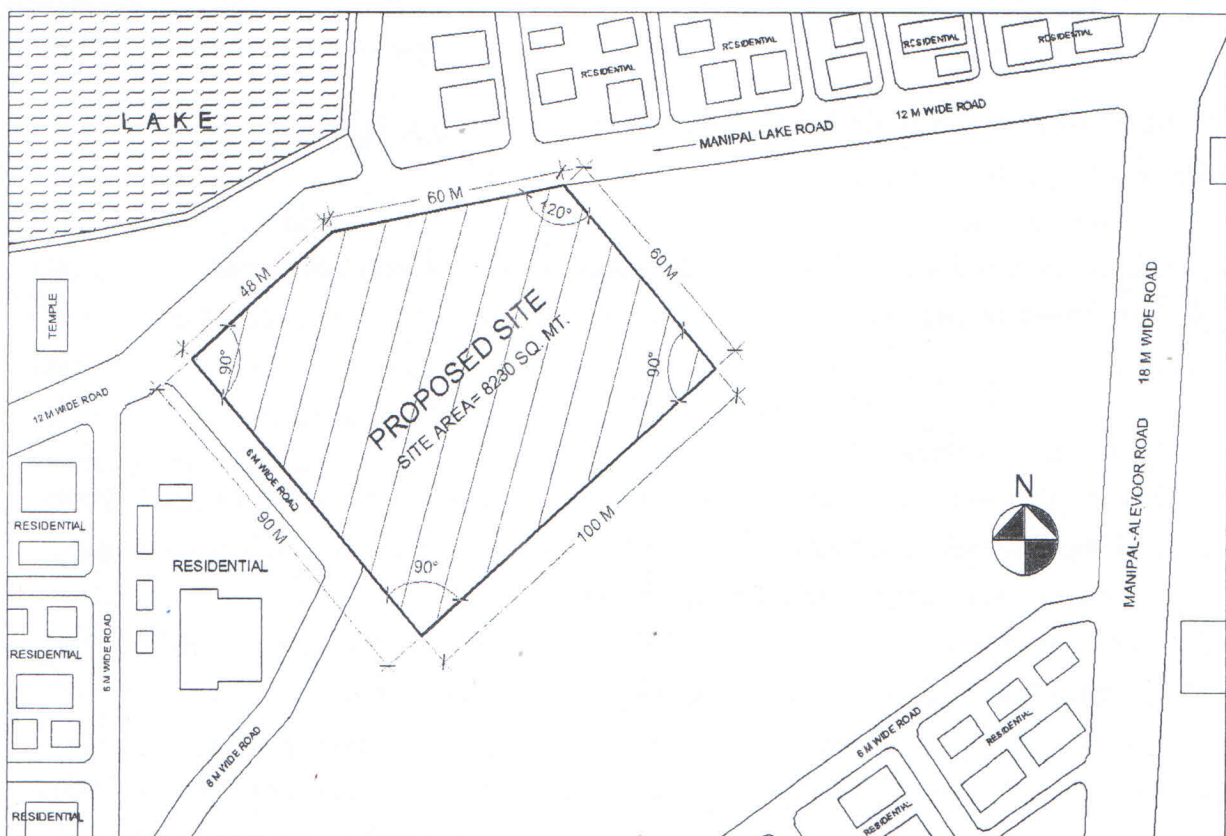 RESIDENTIAL
RESIDENTIAL
RESIDENTIAL
RESIDENTIAL
LAKE
MANIPAL LAKE ROAD
12 M WIDE ROAD
60 M
120°
48 M
60 M
TEMPLE
90°
PROPOSED SITE
SITE AREA= 8230 SQ. MT.
90°
18 M WIDE ROAD
MANIPAL-ALEVOOR ROAD
12 M WIDE ROAD
6 M WIDE ROAD
90 M
100 M
N
RESIDENTIAL
RESIDENTIAL
90°
RESIDENTIAL
6 M WIDE ROAD
6 M WIDE ROAD
6 M WIDE ROAD
RESIDENTIAL
RESIDENTIAL
RESIDENTIAL